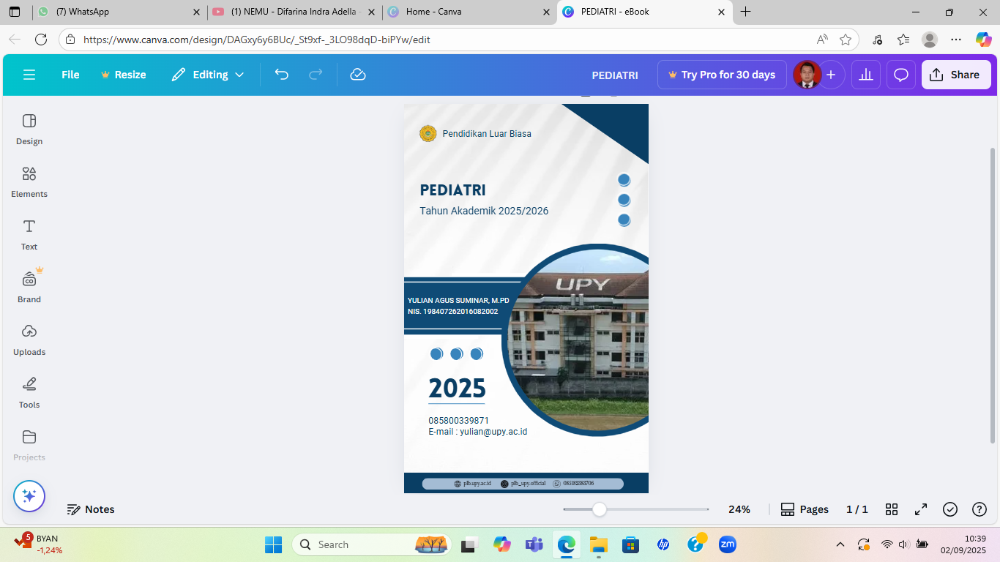 (7) WhatsApp
(1) NEMU - Difarina Indra Adella -
Home - Canva
PEDIATRI - eBook
https://www.canva.com/design/DAGxy6y6BUc/_St9xf-_3LO98dqD-biPYw/edit
File
Resize
Editing
PEDIATRI
Try Pro for 30 days
Share
Design
Elements
Text
Brand
Uploads
Tools
Projects
Pendidikan Luar Biasa
PEDIATRI
Tahun Akademik 2025/2026
UPY
YULIAN AGUS SUMINAR, M.PD
NIS. 198407262016082002
2025
085800339871
E-mail : yulian@upy.ac.id
plb.upy.ac.id plb_upy.official 085182383706
Notes
24%
Pages
1 / 1
5
BYAN
-1,24%
Search
hp
zm
10:39
02/09/2025